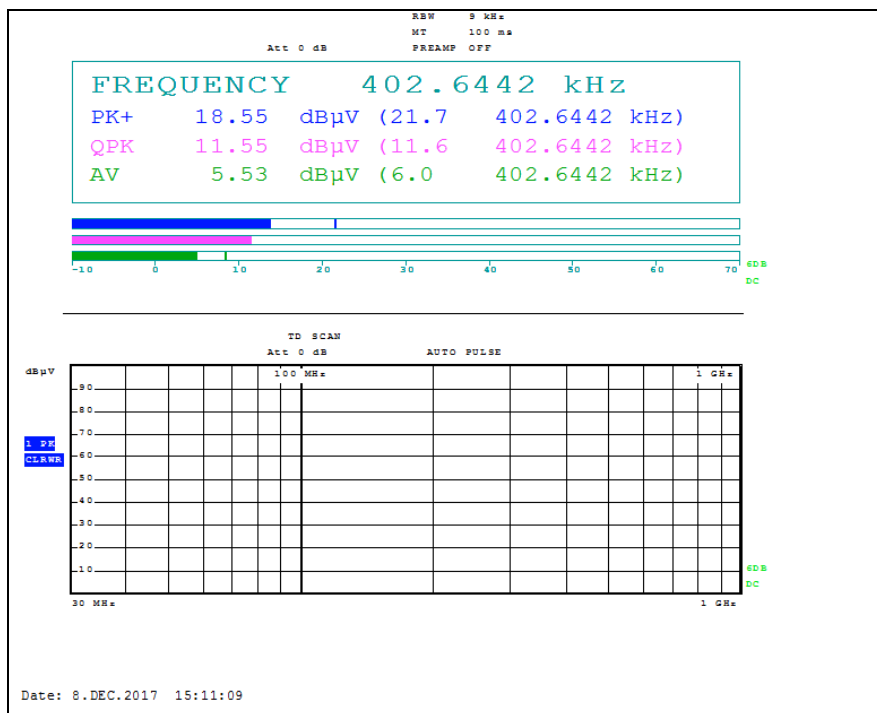 RBW 9 kHz
MT 100 ms
Att 0 dB PREAMP OFF
FREQUENCY 402.6442 kHz
PK+ 18.55 dBµV (21.7 402.6442 kHz)
QPK 11.55 dBµV (11.6 402.6442 kHz)
AV 5.53 dBµV (6.0 402.6442 kHz)
-10 0 10 20 30 40 50 60 70
6DB
DC
TD SCAN
Att 0 dB AUTO PULSE
dBµV
100 MHz 1 GHz
90
80
70
1 PK
CLRWR
60
50
40
30
20
10
6DB
DC
30 MHz 1 GHz
Date: 8.DEC.2017 15:11:09